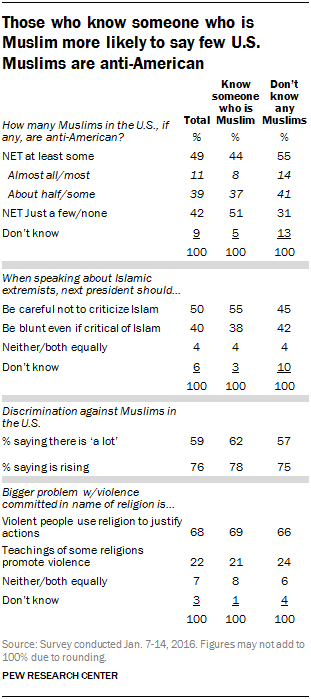 Those who know someone who is
Muslim more likely to say few U.S.
Muslims are anti-American
Know Don't
someone know
who is any
How many Muslims in the U.S., if Total Muslim Muslims
any, are anti-American? % % %
NET at least some 49 44 55
Almost all/most 11 8 14
About half/some 39 37 41
NET Just a few/none 42 51 31
Don't know 9 5 13
100 100 100
When speaking about Islamic
extremists, next president should...
Be careful not to criticize Islam 50 55 45
Be blunt even if critical of Islam 40 38 42
Neither/both equally 4 4 4
Don't know 6 3 10
100 100 100
Discrimination against Muslims in
the U.S.
% saying there is 'a lot' 59 62 57
% saying is rising 76 78 75
Bigger problem w/violence
committed in name of religion is...
Violent people use religion to justify
actions 68 69 66
Teachings of some religions
promote violence 22 21 24
Neither/both equally 7 8 6
Don't know 3 1 4
100 100 100
Source: Survey conducted Jan. 7-14, 2016. Figures may not add to
100% due to rounding.
PEW RESEARCH CENTER